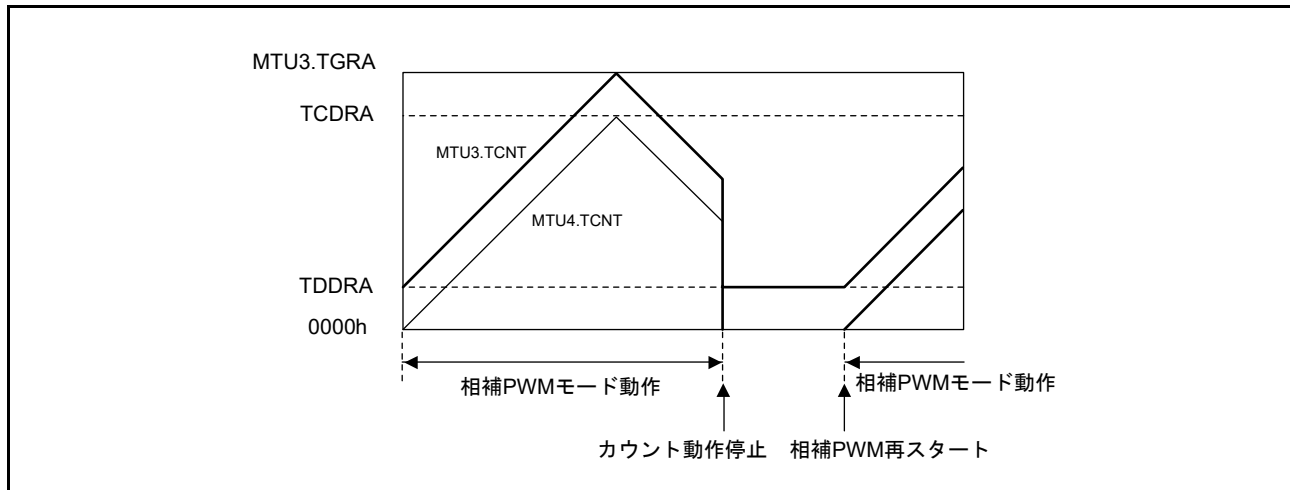 MTU3.TGRA
TCDRA
MTU3.TCNT
MTU4.TCNT
TDDRA
0000h
相補PWMモード動作
相補PWMモード動作
カウント動作停止
相補PWM再スタート